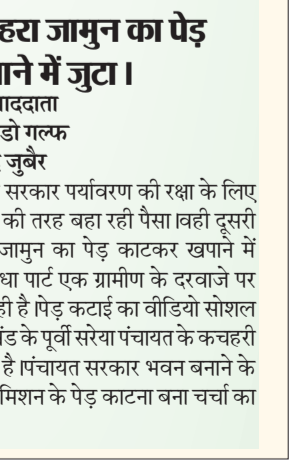 हरा जामुन का पेड़
ाने में जुटा ।
ाददाता
डो गल्फ
जुबैर
सरकार पर्यावरण की रक्षा के लिए
की तरह बहा रही पैसा ।वही दूसरी
जामुन का पेड़ काटकर खपाने में
धा पार्ट एक ग्रामीण के दरवाजे पर
ही है ।पेड़ कटाई का वीडियो सोशल
ंड के पूर्वी सरेया पंचायत के कचहरी
है ।पंचायत सरकार भवन बनाने के
मिशन के पेड़ काटना बना चर्चा का